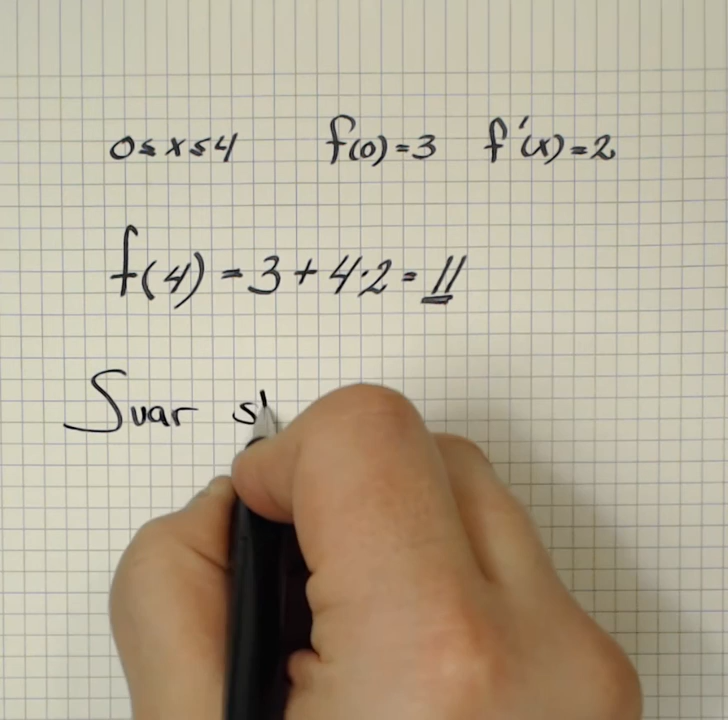 0≤x≤4 f(0)=3 f'(x)=2
f(4)=3+4·2=11
Svar